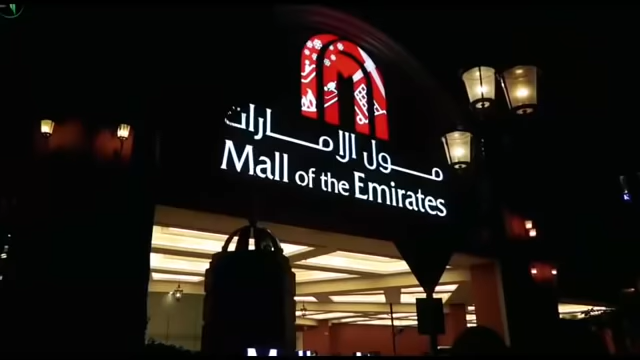 مول الإمارات
Mall of the Emirates